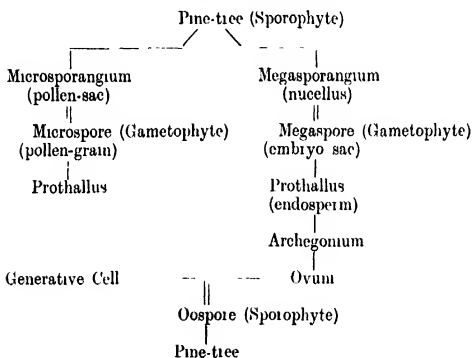 Pine-tree (Sporophyte)
Microsporangium Megasporangium
(pollen-sac) (nucellus)
Microspore (Gametophyte) Megaspore (Gametophyte)
(pollen-grain) (embryo sac)
Prothallus Prothallus
(endosperm)
Archegonium
Generative Cell Ovum
Oospore (Sporophyte)
Pine-tree